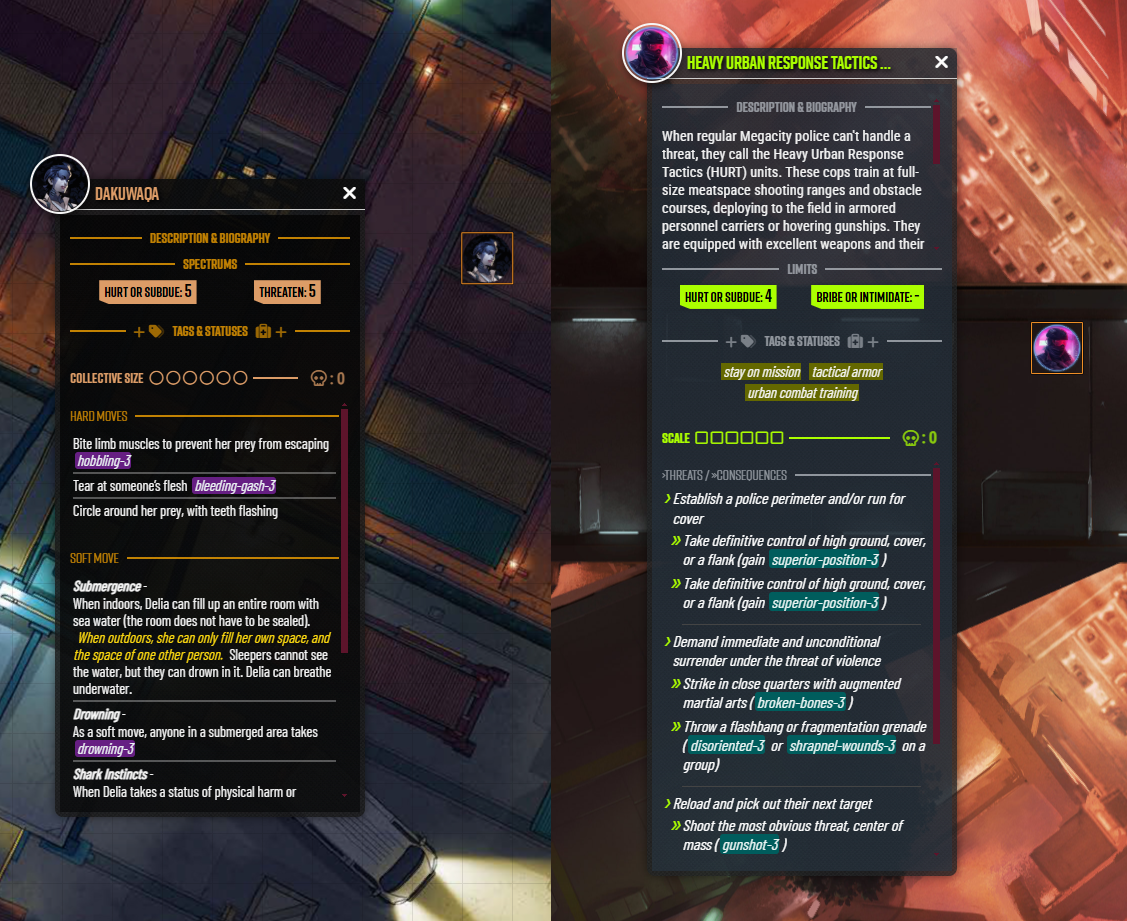 DAKUWAQA
DESCRIPTION & BIOGRAPHY
SPECTRUMS
HURT OR SUBDUE: 5
THREATEN: 5
TAGS & STATUSES
COLLECTIVE SIZE
: 0
HARD MOVES
Bite limb muscles to prevent her prey from escaping
hobbling-3
Tear at someone's flesh bleeding-gash-3
Circle around her prey, with teeth flashing
SOFT MOVE
Submergence -
When indoors, Delia can fill up an entire room with
sea water (the room does not have to be sealed).
When outdoors, she can only fill her own space, and
the space of one other person. Sleepers cannot see
the water, but they can drown in it. Delia can breathe
underwater.
Drowning -
As a soft move, anyone in a submerged area takes
drowning-3
Shark Instincts -
When Delia takes a status of physical harm or
HEAVY URBAN RESPONSE TACTICS ...
DESCRIPTION & BIOGRAPHY
When regular Megacity police can't handle a
threat, they call the Heavy Urban Response
Tactics (HURT) units. These cops train at full-
size meatspace shooting ranges and obstacle
courses, deploying to the field in armored
personnel carriers or hovering gunships. They
are equipped with excellent weapons and their
LIMITS
HURT OR SUBDUE: 4
BRIBE OR INTIMIDATE: -
TAGS & STATUSES
stay on mission tactical armor
urban combat training
SCALE
: 0
›THREATS / »CONSEQUENCES
› Establish a police perimeter and/or run for
cover
» Take definitive control of high ground, cover,
or a flank (gain superior-position-3 )
» Take definitive control of high ground, cover,
or a flank (gain superior-position-3 )
› Demand immediate and unconditional
surrender under the threat of violence
» Strike in close quarters with augmented
martial arts ( broken-bones-3 )
» Throw a flashbang or fragmentation grenade
( disoriented-3 or shrapnel-wounds-3 on a
group)
› Reload and pick out their next target
» Shoot the most obvious threat, center of
mass ( gunshot-3 )